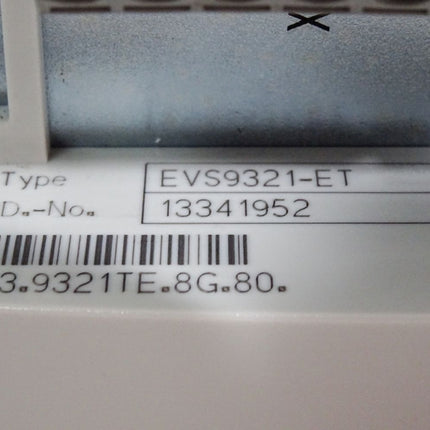 X
Type EVS9321-ET
D.-No. 13341952
3.9321TE.8G.80.